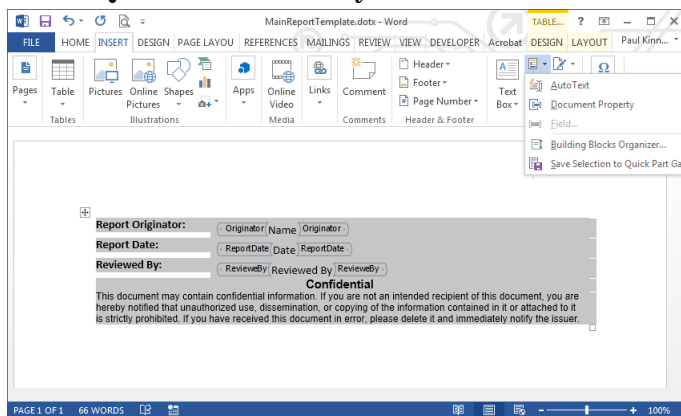 MainReportTemplate.dotx - Word
TABLE... ?
FILE HOME INSERT DESIGN PAGE LAYOU REFERENCES MAILINGS REVIEW VIEW DEVELOPER Acrobat DESIGN LAYOUT Paul Kinn...
Pages Table Pictures Online Pictures Shapes Apps Online Video Links Comment
Header
Footer
Page Number
Text Box
Ω
Tables Illustrations Media Comments Header & Footer
AutoText
Document Property
Field...
Building Blocks Organizer...
Save Selection to Quick Part Ga
Report Originator: Originator Name Originator
Report Date: ReportDate Date ReportDate
Reviewed By: RevieweBy Reviewed By RevieweBy
Confidential
This document may contain confidential information. If you are not an intended recipient of this document, you are
hereby notified that unauthorized use, dissemination, or copying of the information contained in it or attached to it
is strictly prohibited. If you have received this document in error, please delete it and immediately notify the issuer.
PAGE 1 OF 1 66 WORDS 100%